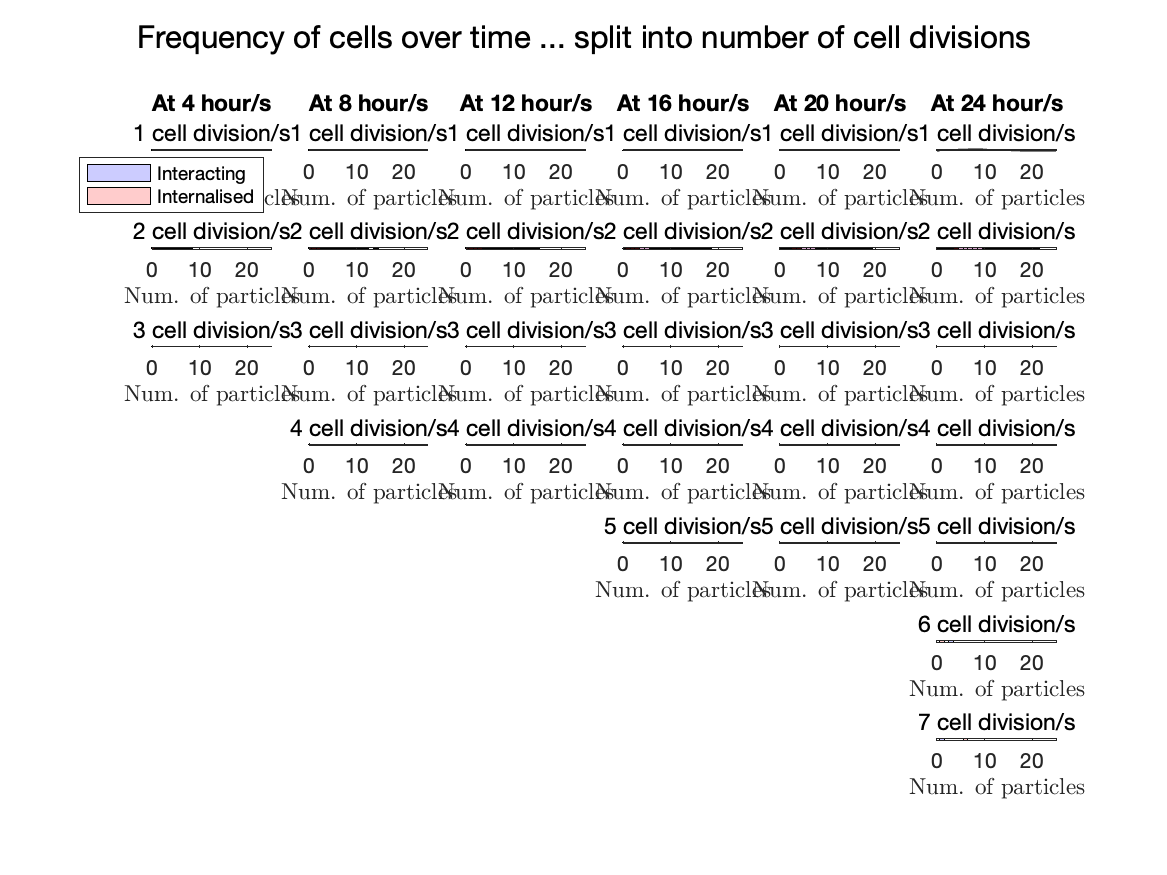 Frequency of cells over time ... split into number of cell divisions
At 4 hour/s At 8 hour/s At 12 hour/s At 16 hour/s At 20 hour/s At 24 hour/s
1 cell division/s 1 cell division/s 1 cell division/s 1 cell division/s 1 cell division/s 1 cell division/s
Interacting
Internalised
0 10 20 0 10 20 0 10 20 0 10 20 0 10 20
Num. of particles Num. of particles Num. of particles Num. of particles Num. of particles
2 cell division/s 2 cell division/s 2 cell division/s 2 cell division/s 2 cell division/s 2 cell division/s
0 10 20 0 10 20 0 10 20 0 10 20 0 10 20 0 10 20
Num. of particles Num. of particles Num. of particles Num. of particles Num. of particles Num. of particles
3 cell division/s 3 cell division/s 3 cell division/s 3 cell division/s 3 cell division/s 3 cell division/s
0 10 20 0 10 20 0 10 20 0 10 20 0 10 20 0 10 20
Num. of particles Num. of particles Num. of particles Num. of particles Num. of particles Num. of particles
4 cell division/s 4 cell division/s 4 cell division/s 4 cell division/s 4 cell division/s
0 10 20 0 10 20 0 10 20 0 10 20 0 10 20
Num. of particles Num. of particles Num. of particles Num. of particles Num. of particles
5 cell division/s 5 cell division/s 5 cell division/s
0 10 20 0 10 20 0 10 20
Num. of particles Num. of particles Num. of particles
6 cell division/s
0 10 20
Num. of particles
7 cell division/s
0 10 20
Num. of particles